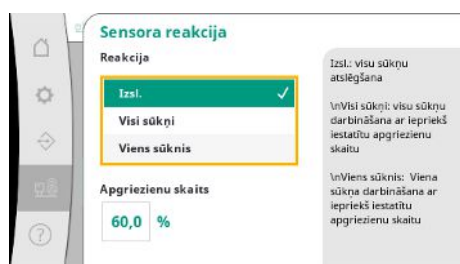 Sensora reakcija
Reakcija
Izsl.
Visi sūkņi
Viens sūknis
Apgriezienu skaits
60,0 %
Izsl.: visu sūkņu
atslēgšana
\nVisi sūkņi: visu sūkņu
darbināšana ar iepriekš
iestatītu apgriezienu
skaitu
\nViens sūknis: Viena
sūkņa darbināšana ar
iepriekš iestatītu
apgriezienu skaitu